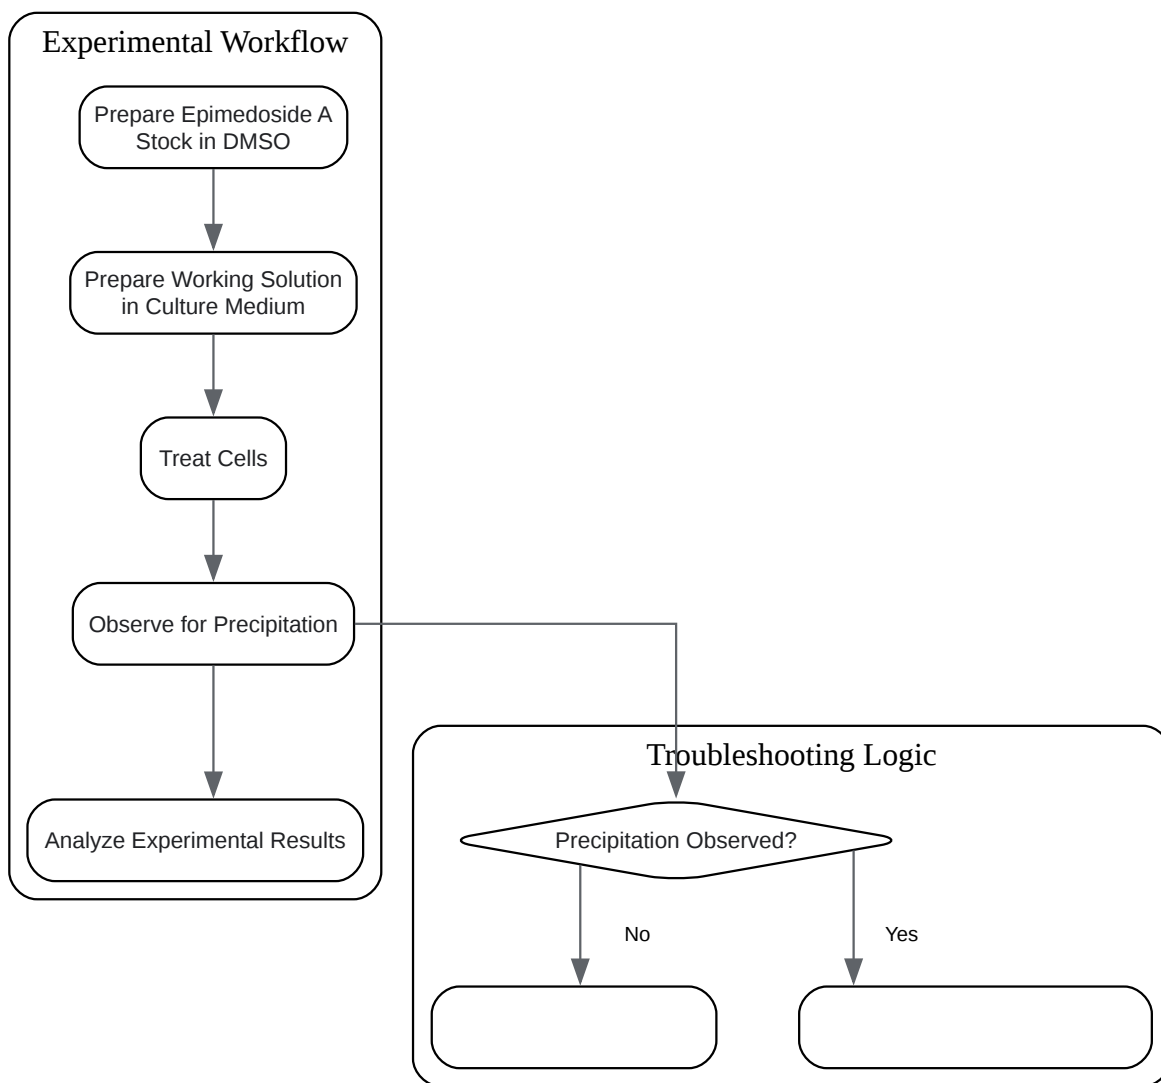 Experimental Workflow
Prepare Epimedoside A
Stock in DMSO
Prepare Working Solution
in Culture Medium
Treat Cells
Observe for Precipitation
Analyze Experimental Results
Troubleshooting Logic
Precipitation Observed?
No
Yes